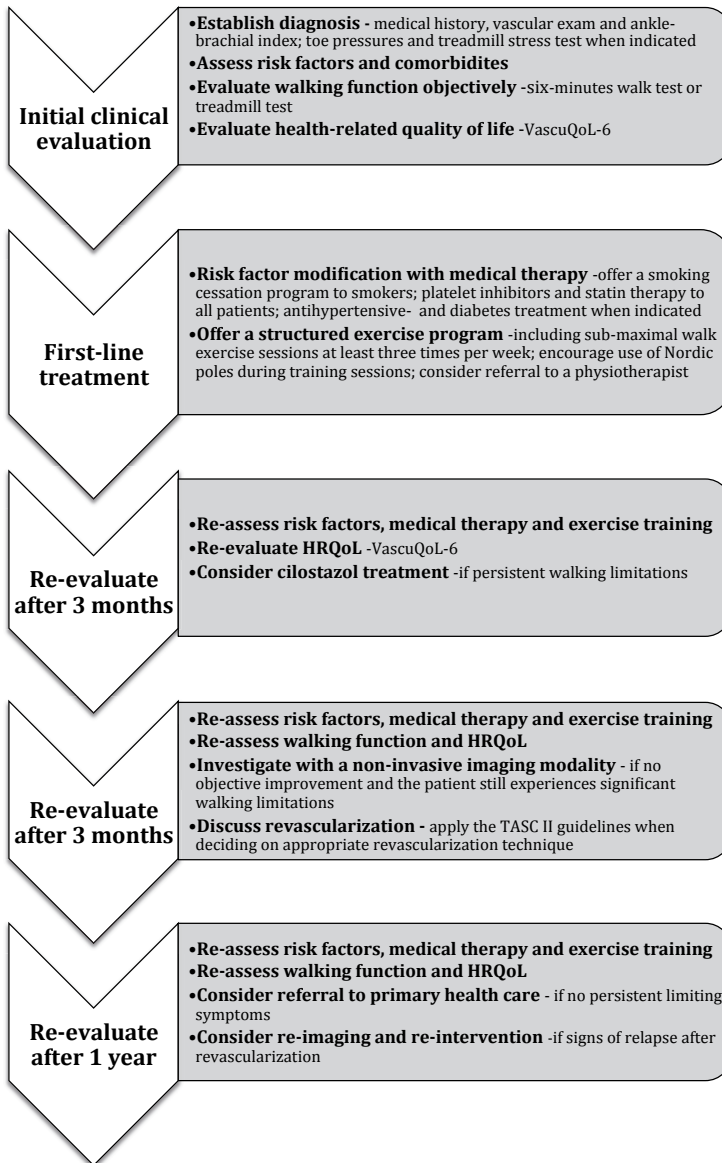 Initial clinical
evaluation
•Establish diagnosis - medical history, vascular exam and ankle-
brachial index; toe pressures and treadmill stress test when indicated
•Assess risk factors and comorbidites
•Evaluate walking function objectively -six-minutes walk test or
treadmill test
•Evaluate health-related quality of life -VascuQoL-6
First-line
treatment
•Risk factor modification with medical therapy -offer a smoking
cessation program to smokers; platelet inhibitors and statin therapy to
all patients; antihypertensive- and diabetes treatment when indicated
•Offer a structured exercise program -including sub-maximal walk
exercise sessions at least three times per week; encourage use of Nordic
poles during training sessions; consider referral to a physiotherapist
Re-evaluate
after 3 months
•Re-assess risk factors, medical therapy and exercise training
•Re-evaluate HRQoL -VascuQoL-6
•Consider cilostazol treatment -if persistent walking limitations
Re-evaluate
after 3 months
•Re-assess risk factors, medical therapy and exercise training
•Re-assess walking function and HRQoL
•Investigate with a non-invasive imaging modality - if no
objective improvement and the patient still experiences significant
walking limitations
•Discuss revascularization - apply the TASC II guidelines when
deciding on appropriate revascularization technique
Re-evaluate
after 1 year
•Re-assess risk factors, medical therapy and exercise training
•Re-assess walking function and HRQoL
•Consider referral to primary health care - if no persistent limiting
symptoms
•Consider re-imaging and re-intervention -if signs of relapse after
revascularization